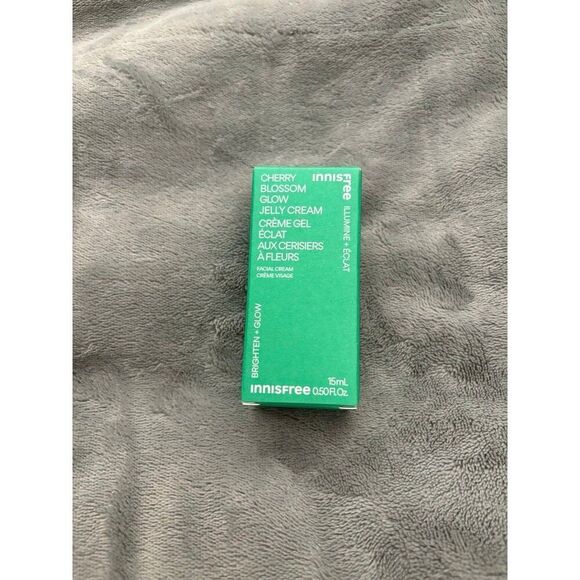 CHERRY
BLOSSOM
GLOW
JELLY CREAM
CRÈME GEL
ÉCLAT
AUX CERISIERS
À FLEURS
FACIAL CREAM
CRÈME VISAGE
INNISFree
ILLUMINE + ÉCLAT
BRIGHTEN + GLOW
15mL
INNISFree 0.50 Fl. Oz.